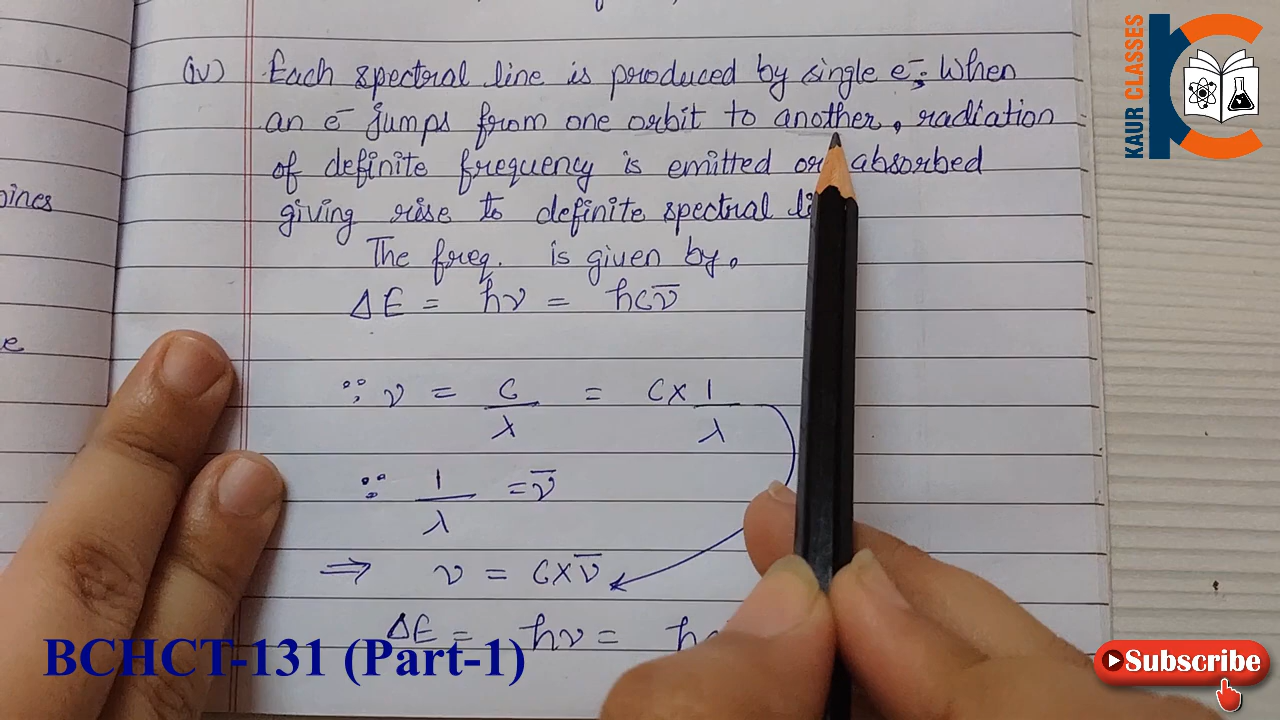 (iv) Each spectral line is produced by single e⁻; When
an e⁻ jumps from one orbit to another, radiation
of definite frequency is emitted or absorbed
giving rise to definite spectral
The freq. is given by,
ΔE = hν = hcν̅
∵ ν = c/λ = c × 1/λ
∵ 1/λ = ν̅
⇒ ν = c × ν̅
ΔE = hν =
BCHCT-131 (Part-1)
KAUR CLASSES
KC
Subscribe